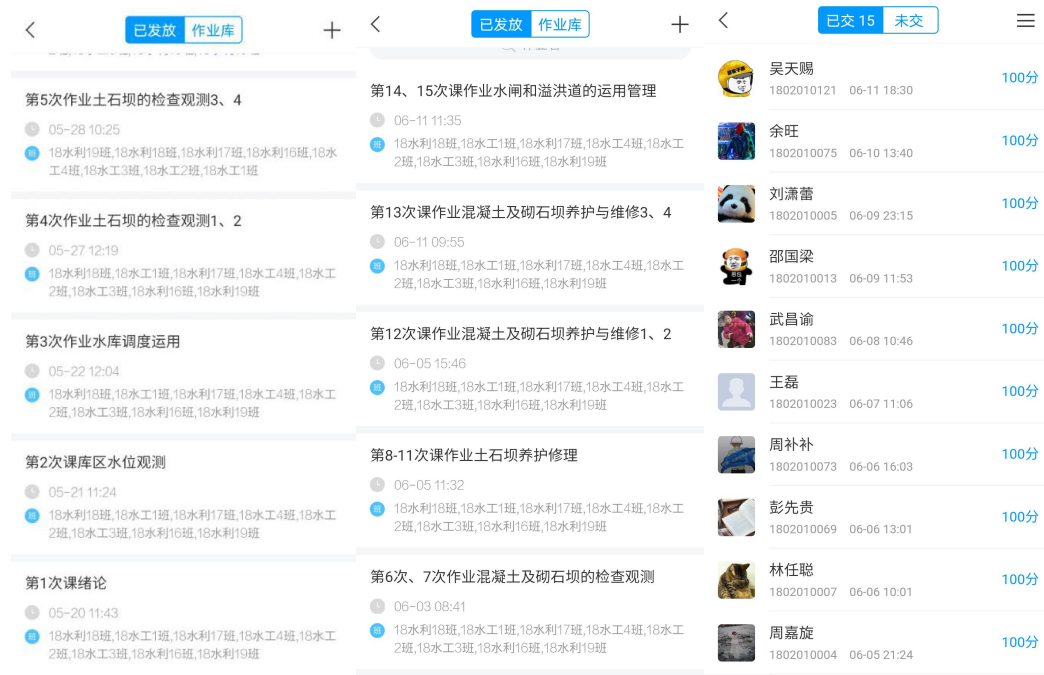 已发放 作业库
第5次作业土石坝的检查观测3、4
05-28 10:25
班 18水利19班,18水利18班,18水利17班,18水利16班,18水
工4班,18水工3班,18水工2班,18水工1班
第4次作业土石坝的检查观测1、2
05-27 12:19
班 18水利18班,18水工1班,18水利17班,18水工4班,18水工
2班,18水工3班,18水利16班,18水利19班
第3次作业水库调度运用
05-22 12:04
班 18水利18班,18水工1班,18水利17班,18水工4班,18水工
2班,18水工3班,18水利16班,18水利19班
第2次课库区水位观测
05-21 11:24
班 18水利18班,18水工1班,18水利17班,18水工4班,18水工
2班,18水工3班,18水利16班,18水利19班
第1次课绪论
05-20 11:43
班 18水利18班,18水工1班,18水利17班,18水工4班,18水工
2班,18水工3班,18水利16班,18水利19班
已发放 作业库
第14、15次课作业水闸和溢洪道的运用管理
06-11 11:35
班 18水利18班,18水工1班,18水利17班,18水工4班,18水工
2班,18水工3班,18水利16班,18水利19班
第13次课作业混凝土及砌石坝养护与维修3、4
06-11 09:55
班 18水利18班,18水工1班,18水利17班,18水工4班,18水工
2班,18水工3班,18水利16班,18水利19班
第12次课作业混凝土及砌石坝养护与维修1、2
06-05 15:46
班 18水利18班,18水工1班,18水利17班,18水工4班,18水工
2班,18水工3班,18水利16班,18水利19班
第8-11次课作业土石坝养护修理
06-05 11:32
班 18水利18班,18水工1班,18水利17班,18水工4班,18水工
2班,18水工3班,18水利16班,18水利19班
第6次、7次作业混凝土及砌石坝的检查观测
06-03 08:41
班 18水利18班,18水工1班,18水利17班,18水工4班,18水工
2班,18水工3班,18水利16班,18水利19班
已交 15 未交
吴天赐
1802010121 06-11 18:30
100分
余旺
1802010075 06-10 13:40
100分
刘潇蕾
1802010005 06-09 23:15
100分
邵国梁
1802010013 06-09 11:53
100分
武昌谕
1802010083 06-08 10:46
100分
王磊
1802010023 06-07 11:06
100分
周补补
1802010073 06-06 16:03
100分
彭先贵
1802010069 06-06 13:01
100分
林任聪
1802010007 06-06 10:01
100分
周嘉旋
1802010004 06-05 21:24
100分